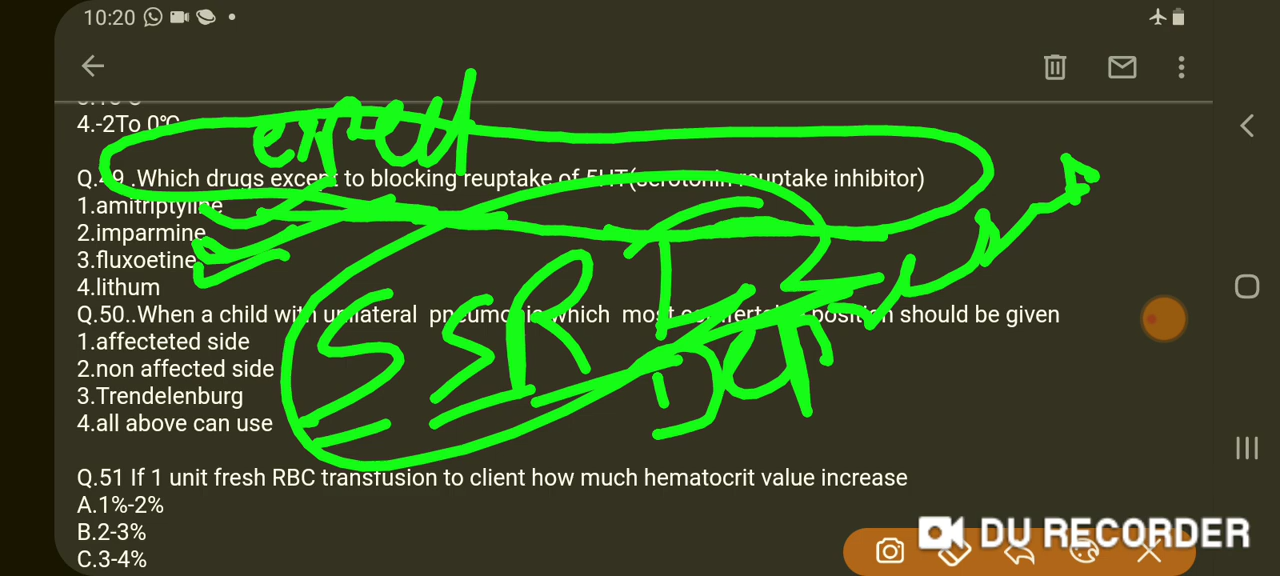 10:20
4.-2To 0℃
except
Q.49 .Which drugs except to blocking reuptake of 5HT(serotonin reuptake inhibitor)
1.amitriptyline
2.imparmine
3.fluxoetine
4.lithum
SSRI
Q.50..When a child with unilateral pneumonia which most comfertable position should be given
1.affecteted side
2.non affected side
3.Trendelenburg
4.all above can use
Q.51 If 1 unit fresh RBC transfusion to client how much hematocrit value increase
A.1%-2%
B.2-3%
C.3-4%
DU RECORDER